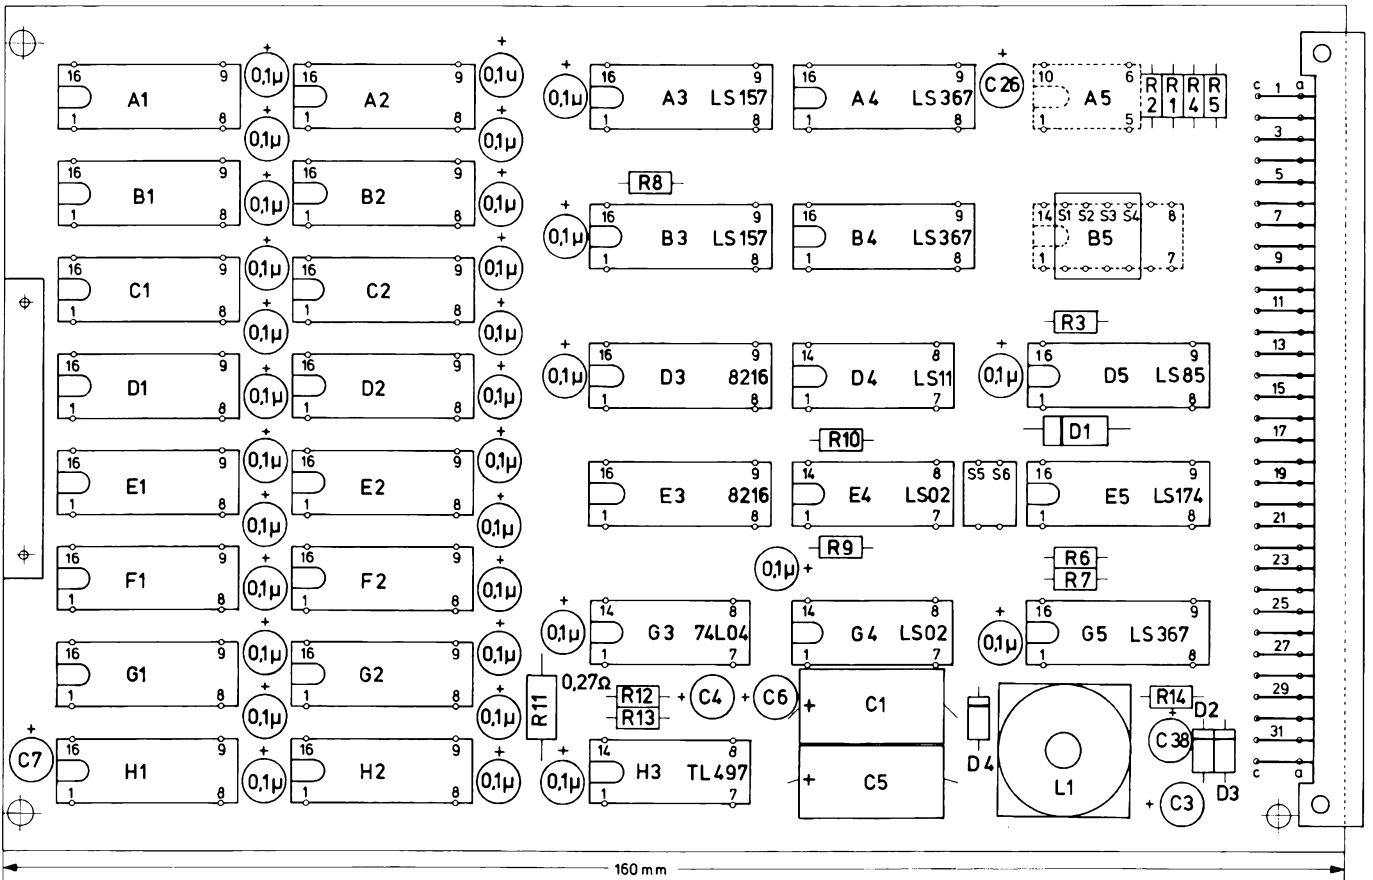 16 9 A1 1 8
+ 0,1µ
16 9 A2 1 8
+ 0,1u
+ 0,1µ
16 9 A3 LS157 1 8
16 9 A4 LS367 1 8
+ C26
10 6 A5 1 5
R2 R1 R4 R5
+ 0,1µ
+ 0,1µ
16 9 B1 1 8
+ 0,1µ
16 9 B2 1 8
+ 0,1µ
R8
+ 0,1µ
16 9 B3 LS157 1 8
16 9 B4 LS367 1 8
14 S1 S2 S3 S4 8 B5 1 7
16 9 C1 1 8
+ 0,1µ
16 9 C2 1 8
+ 0,1µ
+ 0,1µ
+ 0,1µ
R3
16 9 D1 1 8
+ 0,1µ
16 9 D2 1 8
+ 0,1µ
+ 0,1µ
16 9 D3 8216 1 8
14 8 D4 LS11 1 7
+ 0,1µ
16 9 D5 LS85 1 8
R10
D1
16 9 E1 1 8
+ 0,1µ
16 9 E2 1 8
+ 0,1µ
16 9 E3 8216 1 8
14 8 E4 LS02 1 7
S5 S6
16 9 E5 LS174 1 8
+ 0,1µ
+ 0,1µ
R9
0,1µ +
R6
R7
16 9 F1 1 8
+ 0,1µ
16 9 F2 1 8
+ 0,1µ
+ 0,1µ
14 8 G3 74L04 1 7
14 8 G4 LS02 1 7
+ 0,1µ
16 9 G5 LS367 1 8
16 9 G1 1 8
+ 0,1µ
16 9 G2 1 8
+ 0,1µ
+ 0,1µ
+ 0,1µ
R11 0,27Ω
R12
R13
+ C4
+ C6
+ C1
+ C5
D4
L1
R14
+ C38
D2
D3
+ C3
+ C7
16 9 H1 1 8
+ 0,1µ
16 9 H2 1 8
+ 0,1µ
+ 0,1µ
14 8 H3 TL497 1 7
c 1 a
3
5
7
9
11
13
15
17
19
21
23
25
27
29
31
c a
160 mm